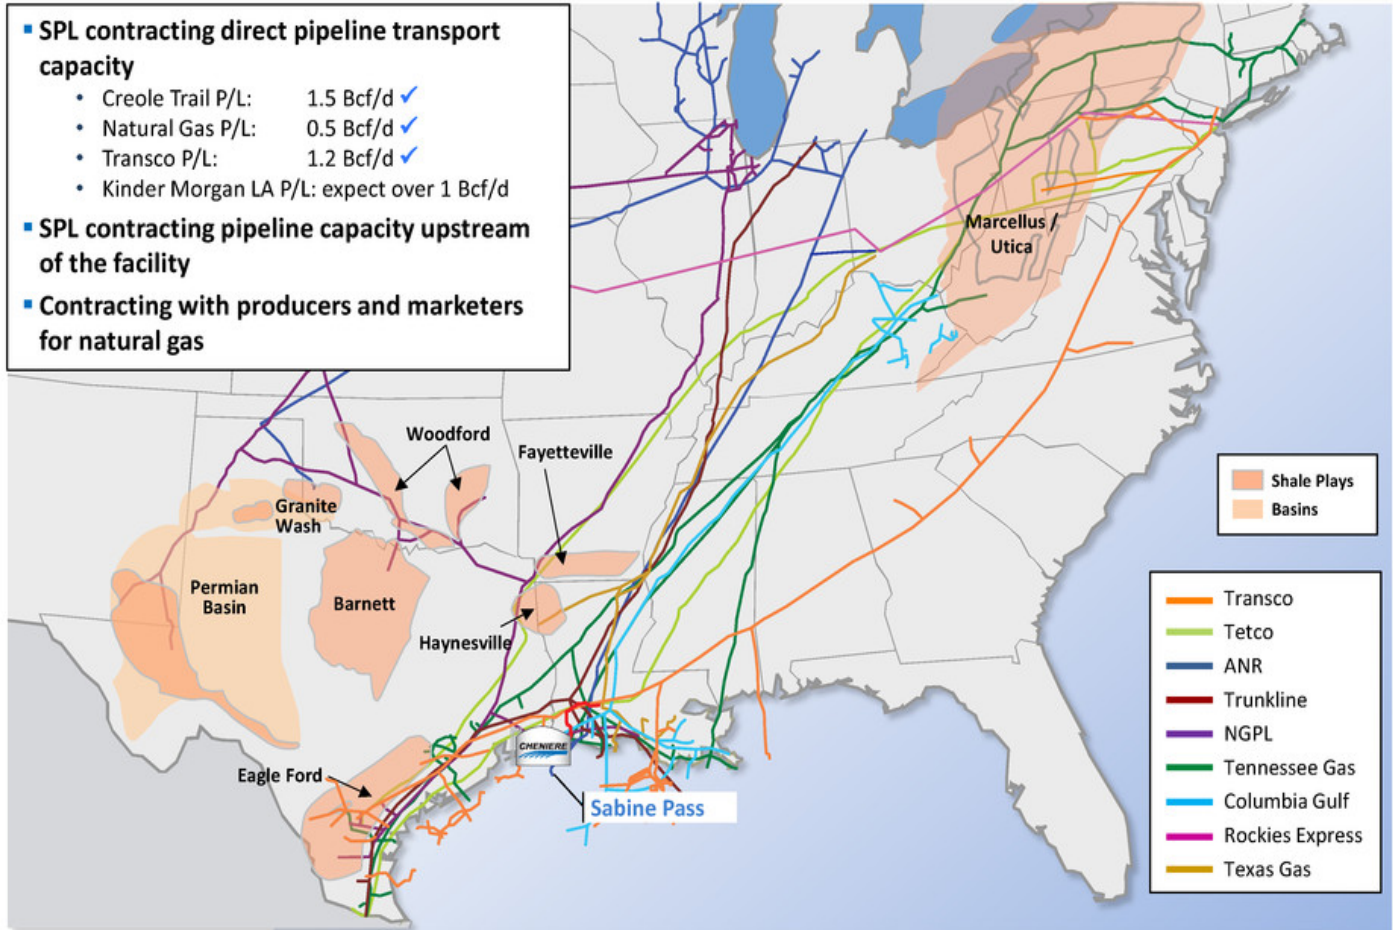 ▪ SPL contracting direct pipeline transport
capacity
• Creole Trail P/L: 1.5 Bcf/d ✓
• Natural Gas P/L: 0.5 Bcf/d ✓
• Transco P/L: 1.2 Bcf/d ✓
• Kinder Morgan LA P/L: expect over 1 Bcf/d
▪ SPL contracting pipeline capacity upstream
of the facility
▪ Contracting with producers and marketers
for natural gas
Marcellus /
Utica
Woodford
Fayetteville
Granite
Wash
Permian
Basin
Barnett
Haynesville
Eagle Ford
CHENIERE
Sabine Pass
Shale Plays
Basins
Transco
Tetco
ANR
Trunkline
NGPL
Tennessee Gas
Columbia Gulf
Rockies Express
Texas Gas